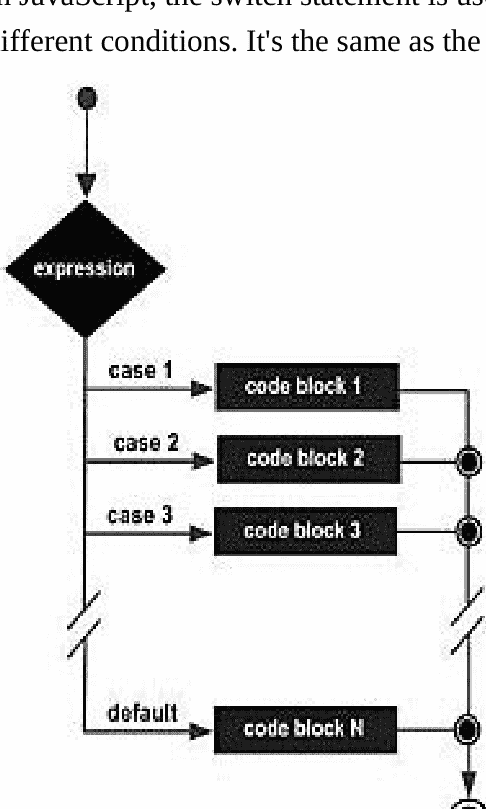 JavaScript, the switch statement is
ifferent conditions. It's the same as the
expression
case 1
code block 1
case 2
code block 2
case 3
code block 3
default
code block N